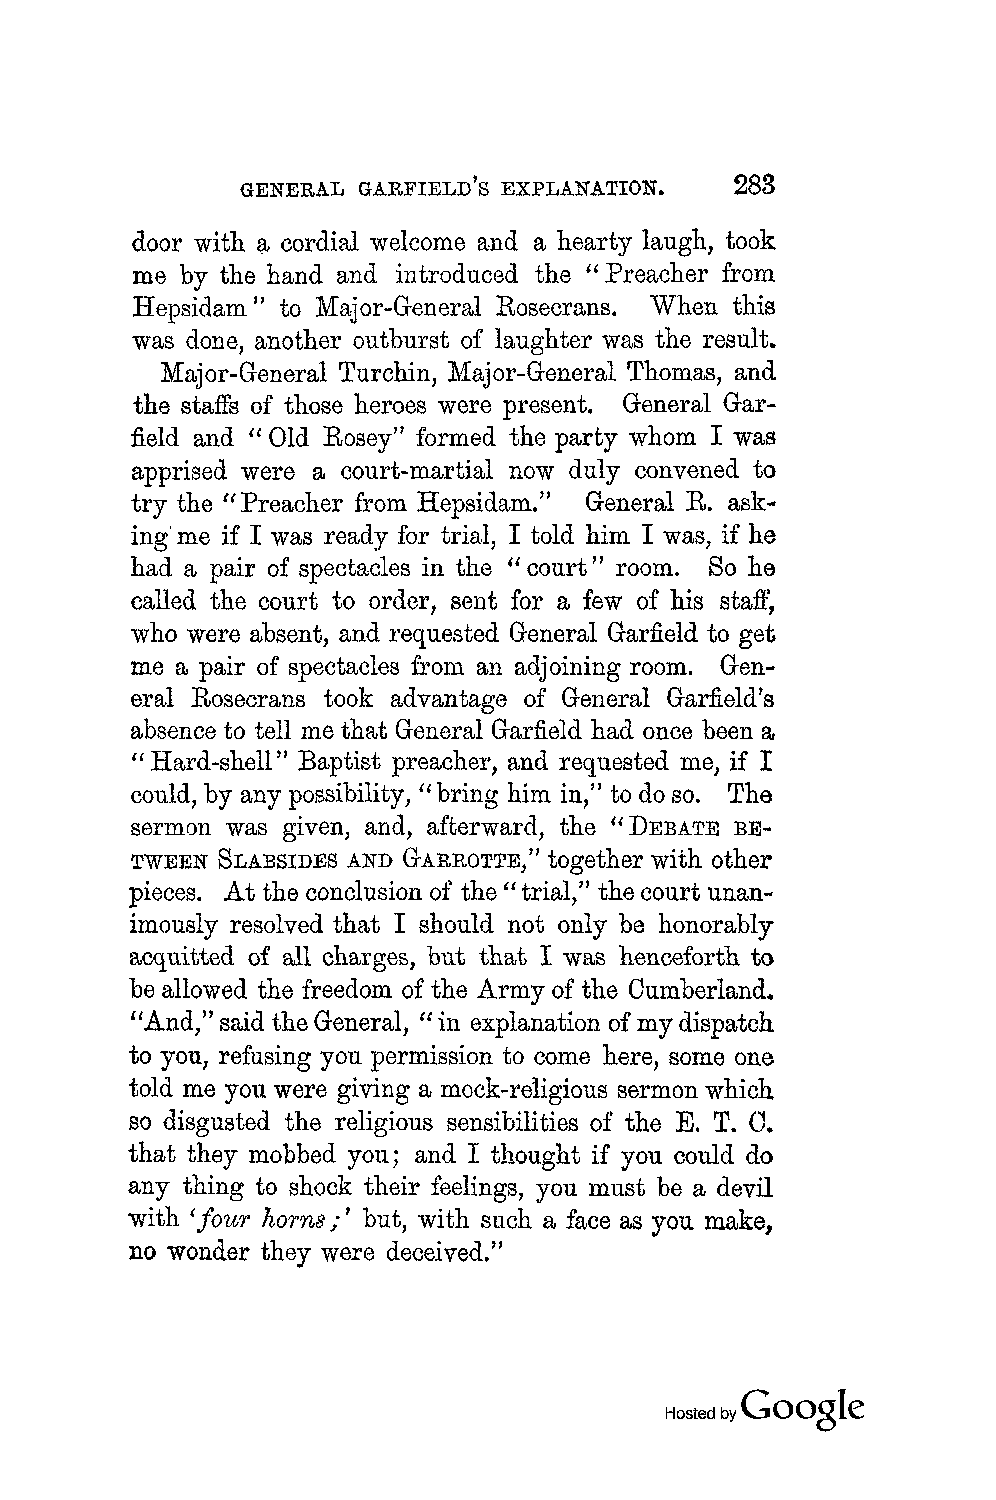 GENERAL GARFIELD'S EXPLANATION. 283
door with a cordial welcome and a hearty laugh, took
me by the hand and introduced the "Preacher from
Hepsidam" to Major-General Rosecrans. When this
was done, another outburst of laughter was the result.
Major-General Turchin, Major-General Thomas, and
the staffs of those heroes were present. General Gar-
field and "Old Rosey" formed the party whom I was
apprised were a court-martial now duly convened to
try the "Preacher from Hepsidam." General R. ask-
ing me if I was ready for trial, I told him I was, if he
had a pair of spectacles in the "court" room. So he
called the court to order, sent for a few of his staff,
who were absent, and requested General Garfield to get
me a pair of spectacles from an adjoining room. Gen-
eral Rosecrans took advantage of General Garfield's
absence to tell me that General Garfield had once been a
"Hard-shell" Baptist preacher, and requested me, if I
could, by any possibility, "bring him in," to do so. The
sermon was given, and, afterward, the "DEBATE BE-
TWEEN SLABSIDES AND GARROTTE," together with other
pieces. At the conclusion of the "trial," the court unan-
imously resolved that I should not only be honorably
acquitted of all charges, but that I was henceforth to
be allowed the freedom of the Army of the Cumberland.
"And," said the General, "in explanation of my dispatch
to you, refusing you permission to come here, some one
told me you were giving a mock-religious sermon which
so disgusted the religious sensibilities of the E. T. C.
that they mobbed you; and I thought if you could do
any thing to shock their feelings, you must be a devil
with 'four horns;' but, with such a face as you make,
no wonder they were deceived."
Hosted by Google